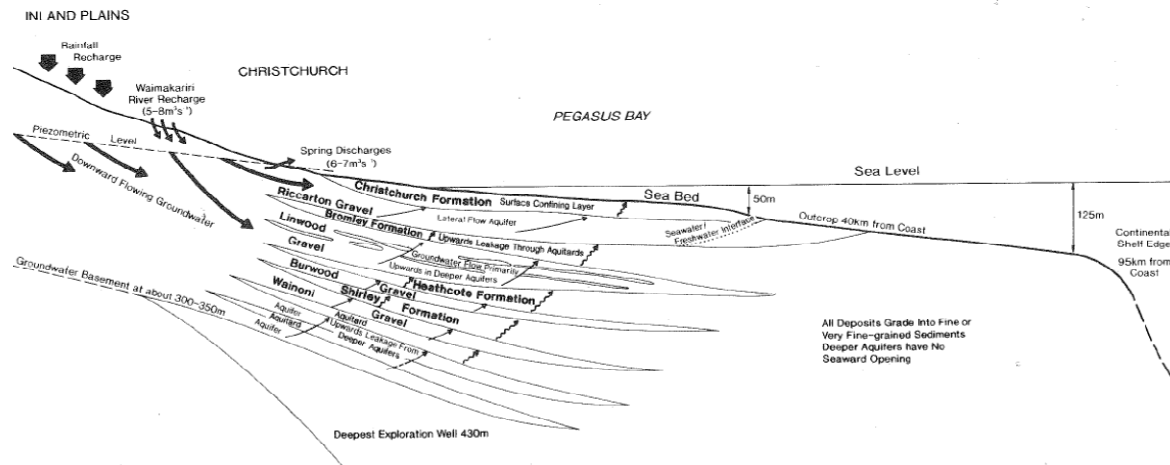 INLAND PLAINS
Rainfall
Recharge
CHRISTCHURCH
Waimakariri
River Recharge
(5-8m³s⁻¹)
PEGASUS BAY
Piezometric Level
Spring Discharges
(6-7m³s⁻¹)
Downward Flowing Groundwater
Sea Level
Christchurch Formation
Surface Confining Layer
Sea Bed
50m
Riccarton Gravel
Lateral Flow Aquifer
Outcrop 40km from Coast
125m
Bromley Formation
Seawater/
Freshwater Interface
Continental
Shelf Edge
95km from
Coast
Linwood
Gravel
Upwards Leakage Through Aquitards
Groundwater Flow Primarily
Upwards in Deeper Aquifers
Groundwater Basement at about 300-350m
Burwood
Gravel
Heathcote Formation
Wainoni
Gravel
Shirley Formation
Aquifer
Aquitard
Aquifer
Aquitard
Upwards Leakage From
Deeper Aquifers
All Deposits Grade Into Fine or
Very Fine-grained Sediments
Deeper Aquifers have No
Seaward Opening
Deepest Exploration Well 430m